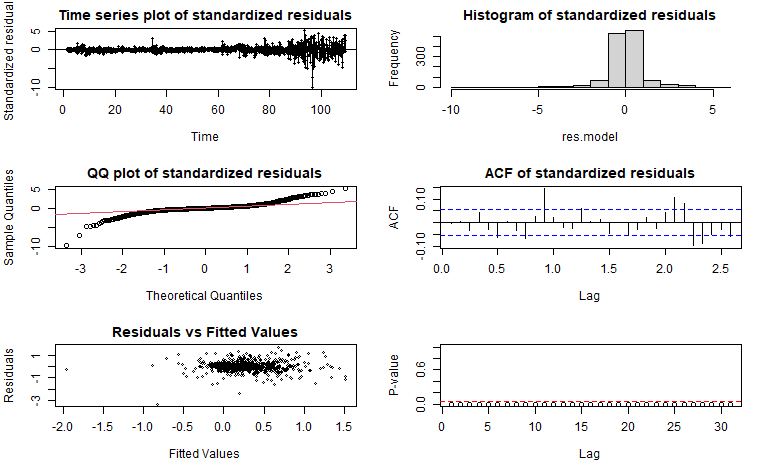 Time series plot of standardized residuals
Standardized residual
5
0
-10
0 20 40 60 80 100
Time
Histogram of standardized residuals
Frequency
300
0
-10 -5 0 5
res.model
QQ plot of standardized residuals
Sample Quantiles
5
0
-10
-3 -2 -1 0 1 2 3
Theoretical Quantiles
ACF of standardized residuals
ACF
0.10
-0.10
0.0 0.5 1.0 1.5 2.0 2.5
Lag
Residuals vs Fitted Values
Residuals
1
-1
-3
-2.0 -1.5 -1.0 -0.5 0.0 0.5 1.0 1.5
Fitted Values
P-value
0.6
0.0
0 5 10 15 20 25 30
Lag